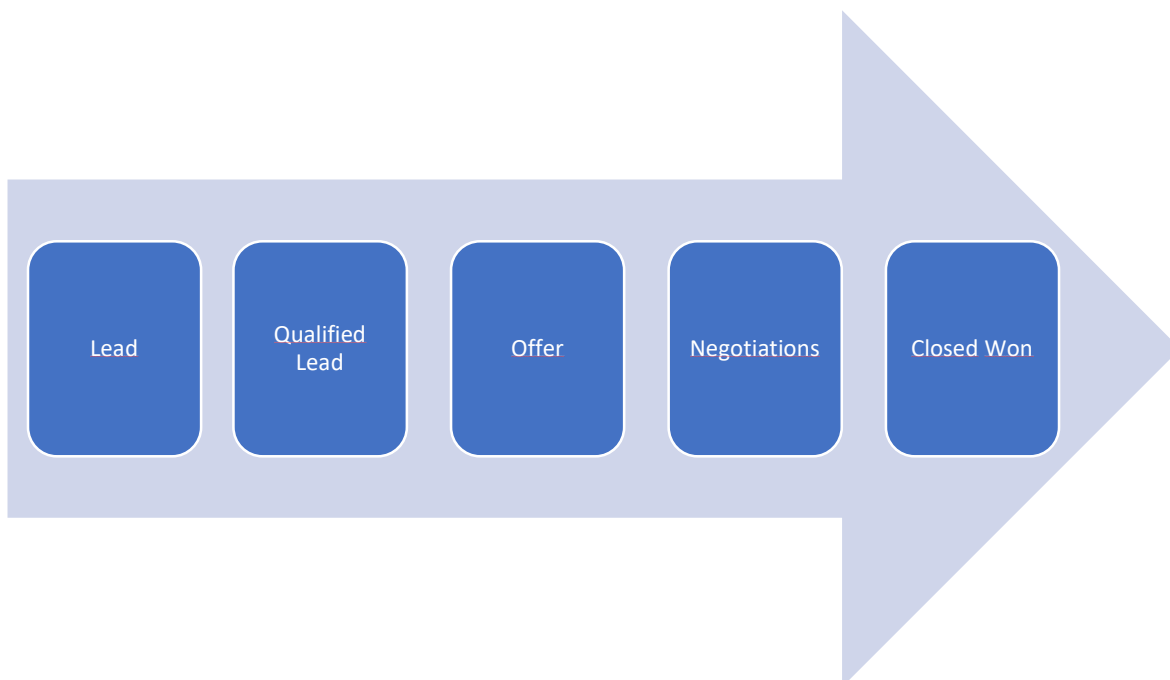 Lead
Qualified
Lead
Offer
Negotiations
Closed Won